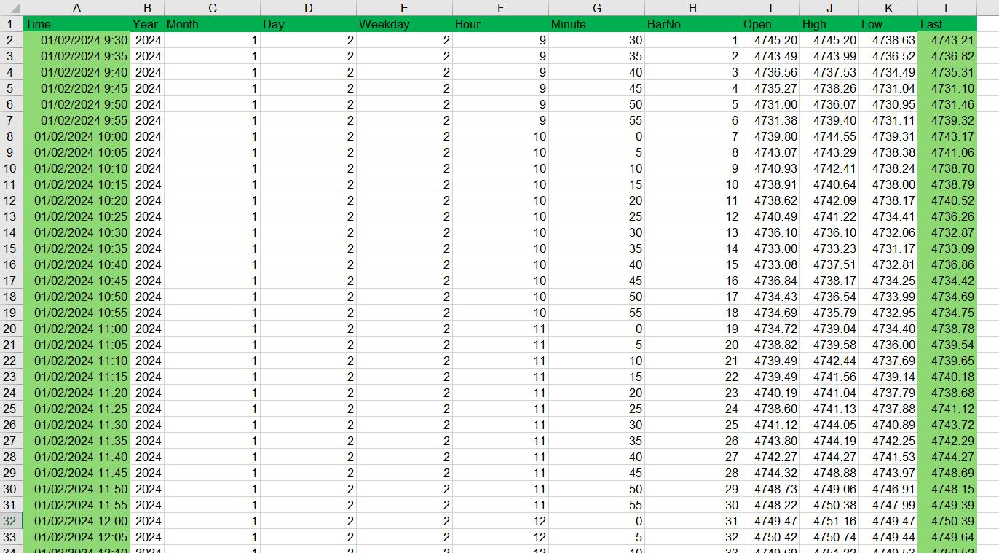 A B C D E F G H I J K L
1 Time Year Month Day Weekday Hour Minute BarNo Open High Low Last
2 01/02/2024 9:30 2024 1 2 2 9 30 1 4745.20 4745.20 4738.63 4743.21
3 01/02/2024 9:35 2024 1 2 2 9 35 2 4743.49 4743.99 4736.52 4736.82
4 01/02/2024 9:40 2024 1 2 2 9 40 3 4736.56 4737.53 4734.49 4735.31
5 01/02/2024 9:45 2024 1 2 2 9 45 4 4735.27 4738.26 4731.04 4731.10
6 01/02/2024 9:50 2024 1 2 2 9 50 5 4731.00 4736.07 4730.95 4731.46
7 01/02/2024 9:55 2024 1 2 2 9 55 6 4731.38 4739.40 4731.11 4739.32
8 01/02/2024 10:00 2024 1 2 2 10 0 7 4739.80 4744.55 4739.31 4743.17
9 01/02/2024 10:05 2024 1 2 2 10 5 8 4743.07 4743.29 4738.38 4741.06
10 01/02/2024 10:10 2024 1 2 2 10 10 9 4740.93 4742.41 4738.24 4738.70
11 01/02/2024 10:15 2024 1 2 2 10 15 10 4738.91 4740.64 4738.00 4738.79
12 01/02/2024 10:20 2024 1 2 2 10 20 11 4738.62 4742.09 4738.17 4740.52
13 01/02/2024 10:25 2024 1 2 2 10 25 12 4740.49 4741.22 4734.41 4736.26
14 01/02/2024 10:30 2024 1 2 2 10 30 13 4736.10 4736.10 4732.06 4732.87
15 01/02/2024 10:35 2024 1 2 2 10 35 14 4733.00 4733.23 4731.17 4733.09
16 01/02/2024 10:40 2024 1 2 2 10 40 15 4733.08 4737.51 4732.81 4736.86
17 01/02/2024 10:45 2024 1 2 2 10 45 16 4736.84 4738.17 4734.25 4734.42
18 01/02/2024 10:50 2024 1 2 2 10 50 17 4734.43 4736.54 4733.99 4734.69
19 01/02/2024 10:55 2024 1 2 2 10 55 18 4734.69 4735.79 4732.95 4734.75
20 01/02/2024 11:00 2024 1 2 2 11 0 19 4734.72 4739.04 4734.40 4738.78
21 01/02/2024 11:05 2024 1 2 2 11 5 20 4738.82 4739.58 4736.00 4739.54
22 01/02/2024 11:10 2024 1 2 2 11 10 21 4739.49 4742.44 4737.69 4739.65
23 01/02/2024 11:15 2024 1 2 2 11 15 22 4739.49 4741.56 4739.14 4740.18
24 01/02/2024 11:20 2024 1 2 2 11 20 23 4740.19 4741.04 4737.79 4738.68
25 01/02/2024 11:25 2024 1 2 2 11 25 24 4738.60 4741.13 4737.88 4741.12
26 01/02/2024 11:30 2024 1 2 2 11 30 25 4741.12 4744.05 4740.89 4743.72
27 01/02/2024 11:35 2024 1 2 2 11 35 26 4743.80 4744.19 4742.25 4742.29
28 01/02/2024 11:40 2024 1 2 2 11 40 27 4742.27 4744.27 4741.53 4744.27
29 01/02/2024 11:45 2024 1 2 2 11 45 28 4744.32 4748.88 4743.97 4748.69
30 01/02/2024 11:50 2024 1 2 2 11 50 29 4748.73 4749.06 4746.91 4748.15
31 01/02/2024 11:55 2024 1 2 2 11 55 30 4748.22 4750.38 4747.99 4749.39
32 01/02/2024 12:00 2024 1 2 2 12 0 31 4749.47 4751.16 4749.47 4750.39
33 01/02/2024 12:05 2024 1 2 2 12 5 32 4750.42 4750.74 4749.44 4749.64